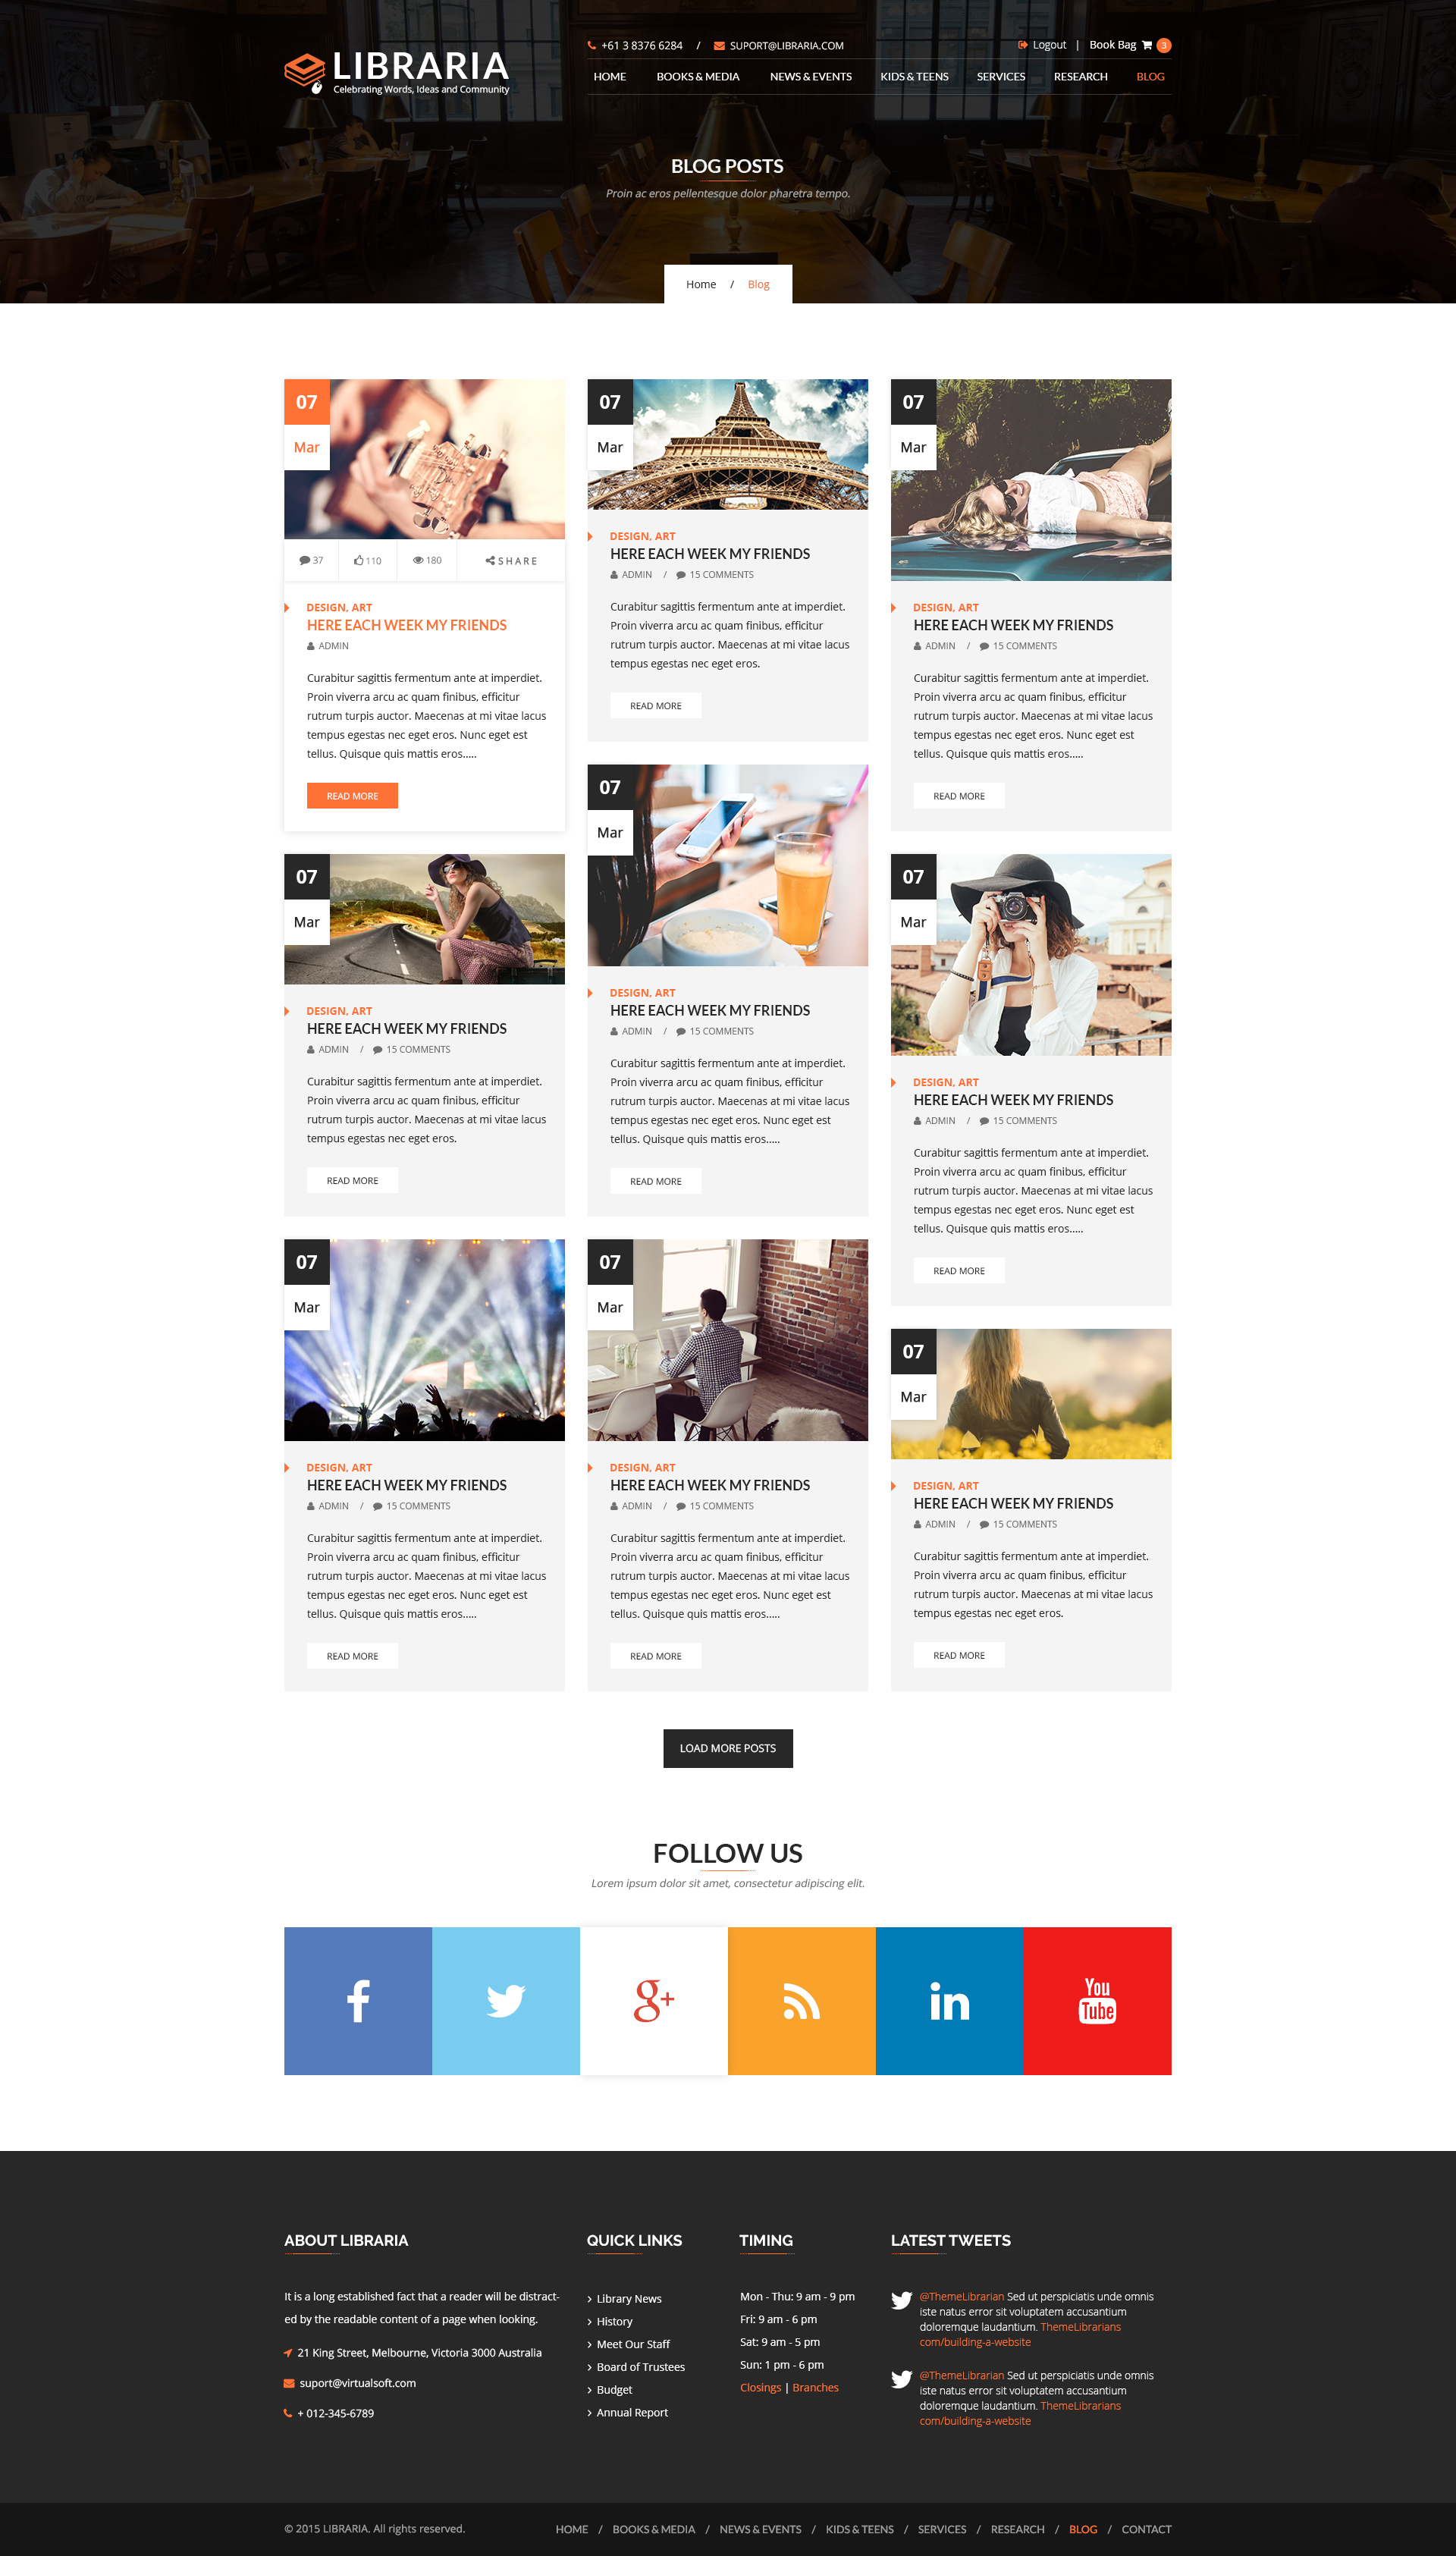 +61 3 8376 6284 / SUPORT@LIBRARIA.COM
Logout | Book Bag 3
LIBRARIA
Celebrating Words, Ideas and Community
HOME BOOKS & MEDIA NEWS & EVENTS KIDS & TEENS SERVICES RESEARCH BLOG
BLOG POSTS
Proin ac eros pellentesque dolor pharetra tempo.
Home / Blog
07
Mar
37 110 180 SHARE
DESIGN, ART
HERE EACH WEEK MY FRIENDS
ADMIN
Curabitur sagittis fermentum ante at imperdiet.
Proin viverra arcu ac quam finibus, efficitur
rutrum turpis auctor. Maecenas at mi vitae lacus
tempus egestas nec eget eros. Nunc eget est
tellus. Quisque quis mattis eros.....
READ MORE
07
Mar
DESIGN, ART
HERE EACH WEEK MY FRIENDS
ADMIN / 15 COMMENTS
Curabitur sagittis fermentum ante at imperdiet.
Proin viverra arcu ac quam finibus, efficitur
rutrum turpis auctor. Maecenas at mi vitae lacus
tempus egestas nec eget eros.
READ MORE
07
Mar
DESIGN, ART
HERE EACH WEEK MY FRIENDS
ADMIN / 15 COMMENTS
Curabitur sagittis fermentum ante at imperdiet.
Proin viverra arcu ac quam finibus, efficitur
rutrum turpis auctor. Maecenas at mi vitae lacus
tempus egestas nec eget eros. Nunc eget est
tellus. Quisque quis mattis eros.....
READ MORE
07
Mar
DESIGN, ART
HERE EACH WEEK MY FRIENDS
ADMIN / 15 COMMENTS
Curabitur sagittis fermentum ante at imperdiet.
Proin viverra arcu ac quam finibus, efficitur
rutrum turpis auctor. Maecenas at mi vitae lacus
tempus egestas nec eget eros.
READ MORE
07
Mar
DESIGN, ART
HERE EACH WEEK MY FRIENDS
ADMIN / 15 COMMENTS
Curabitur sagittis fermentum ante at imperdiet.
Proin viverra arcu ac quam finibus, efficitur
rutrum turpis auctor. Maecenas at mi vitae lacus
tempus egestas nec eget eros. Nunc eget est
tellus. Quisque quis mattis eros.....
READ MORE
07
Mar
DESIGN, ART
HERE EACH WEEK MY FRIENDS
ADMIN / 15 COMMENTS
Curabitur sagittis fermentum ante at imperdiet.
Proin viverra arcu ac quam finibus, efficitur
rutrum turpis auctor. Maecenas at mi vitae lacus
tempus egestas nec eget eros. Nunc eget est
tellus. Quisque quis mattis eros.....
READ MORE
07
Mar
DESIGN, ART
HERE EACH WEEK MY FRIENDS
ADMIN / 15 COMMENTS
Curabitur sagittis fermentum ante at imperdiet.
Proin viverra arcu ac quam finibus, efficitur
rutrum turpis auctor. Maecenas at mi vitae lacus
tempus egestas nec eget eros. Nunc eget est
tellus. Quisque quis mattis eros.....
READ MORE
07
Mar
DESIGN, ART
HERE EACH WEEK MY FRIENDS
ADMIN / 15 COMMENTS
Curabitur sagittis fermentum ante at imperdiet.
Proin viverra arcu ac quam finibus, efficitur
rutrum turpis auctor. Maecenas at mi vitae lacus
tempus egestas nec eget eros. Nunc eget est
tellus. Quisque quis mattis eros.....
READ MORE
07
Mar
DESIGN, ART
HERE EACH WEEK MY FRIENDS
ADMIN / 15 COMMENTS
Curabitur sagittis fermentum ante at imperdiet.
Proin viverra arcu ac quam finibus, efficitur
rutrum turpis auctor. Maecenas at mi vitae lacus
tempus egestas nec eget eros.
READ MORE
LOAD MORE POSTS
FOLLOW US
Lorem ipsum dolor sit amet, consectetur adipiscing elit.
f g+ in You Tube
ABOUT LIBRARIA
It is a long established fact that a reader will be distract-
ed by the readable content of a page when looking.
21 King Street, Melbourne, Victoria 3000 Australia
suport@virtualsoft.com
+ 012-345-6789
QUICK LINKS
Library News
History
Meet Our Staff
Board of Trustees
Budget
Annual Report
TIMING
Mon - Thu: 9 am - 9 pm
Fri: 9 am - 6 pm
Sat: 9 am - 5 pm
Sun: 1 pm - 6 pm
Closings | Branches
LATEST TWEETS
@ThemeLibrarian Sed ut perspiciatis unde omnis
iste natus error sit voluptatem accusantium
doloremque laudantium. ThemeLibrarians
com/building-a-website
@ThemeLibrarian Sed ut perspiciatis unde omnis
iste natus error sit voluptatem accusantium
doloremque laudantium. ThemeLibrarians
com/building-a-website
© 2015 LIBRARIA. All rights reserved.
HOME / BOOKS & MEDIA / NEWS & EVENTS / KIDS & TEENS / SERVICES / RESEARCH / BLOG / CONTACT